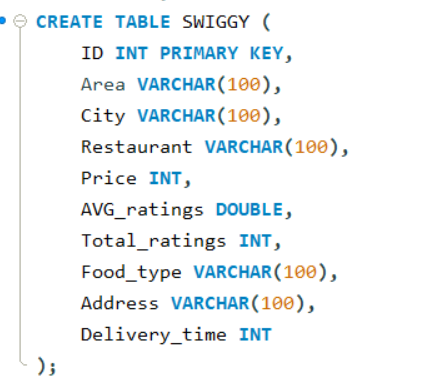 CREATE TABLE SWIGGY (
ID INT PRIMARY KEY,
Area VARCHAR(100),
City VARCHAR(100),
Restaurant VARCHAR(100),
Price INT,
AVG_ratings DOUBLE,
Total_ratings INT,
Food_type VARCHAR(100),
Address VARCHAR(100),
Delivery_time INT
);